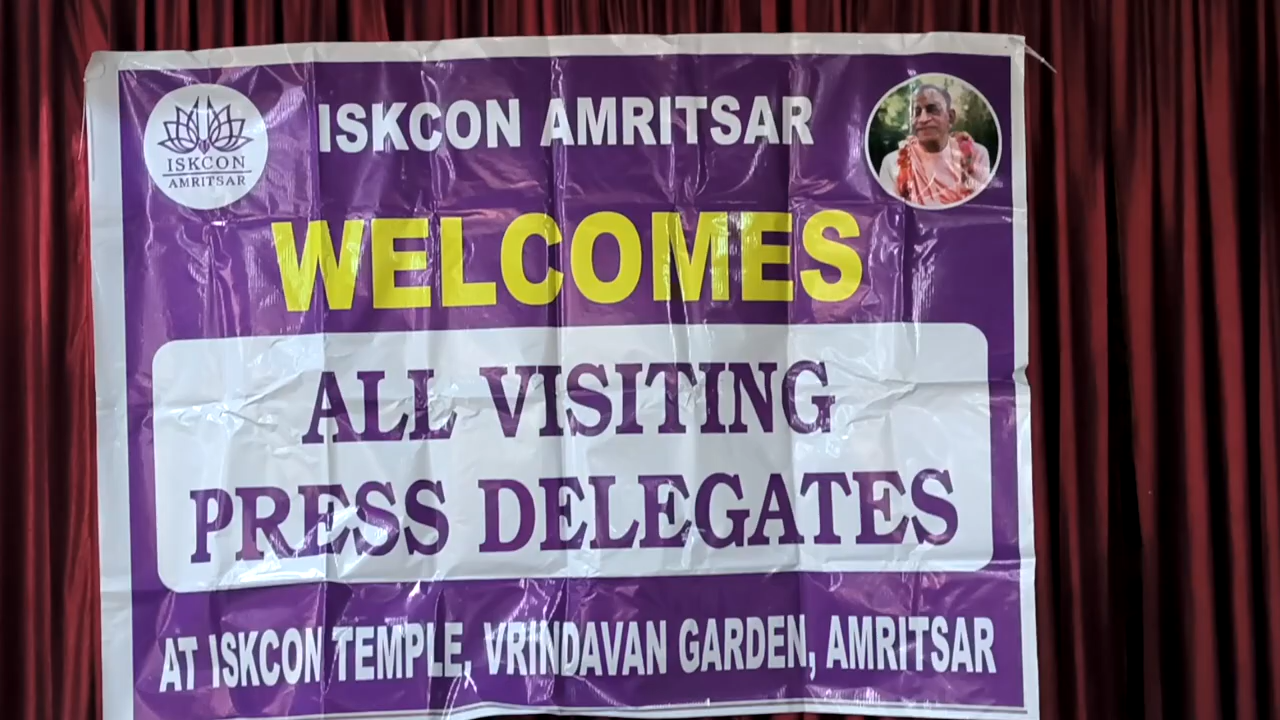 ISKCON AMRITSAR
ISKCON
AMRITSAR
WELCOMES
ALL VISITING
PRESS DELEGATES
AT ISKCON TEMPLE, VRINDAVAN GARDEN, AMRITSAR